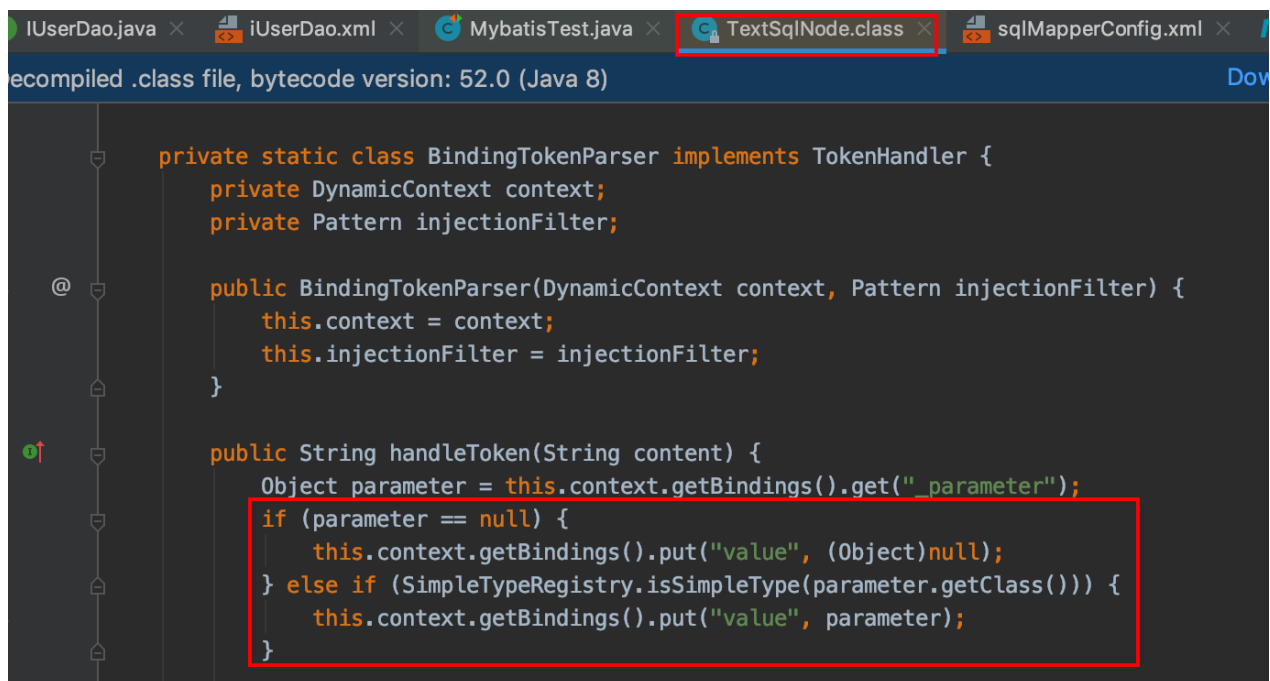 IUserDao.java × iUserDao.xml × MybatisTest.java × TextSqlNode.class × sqlMapperConfig.xml ×
ecompiled .class file, bytecode version: 52.0 (Java 8) Dow
private static class BindingTokenParser implements TokenHandler {
private DynamicContext context;
private Pattern injectionFilter;
@ public BindingTokenParser(DynamicContext context, Pattern injectionFilter) {
this.context = context;
this.injectionFilter = injectionFilter;
}
public String handleToken(String content) {
Object parameter = this.context.getBindings().get("_parameter");
if (parameter == null) {
this.context.getBindings().put("value", (Object)null);
} else if (SimpleTypeRegistry.isSimpleType(parameter.getClass())) {
this.context.getBindings().put("value", parameter);
}